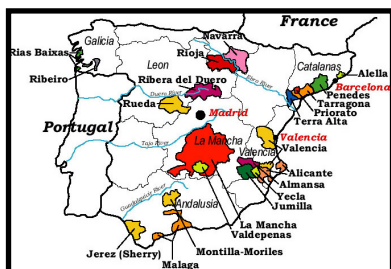 France
Navarra
Galicia
Rioja
Catalanas
Rias Baixas
Leon
Ebro River
Alella
Ribera del Duero
Barcelona
Ribeiro
Duero River
Penedes
Rueda
Tarragona
Madrid
Priorato
Terra Alta
Portugal
Tajo River
Valencia
La Mancha
Valencia
Valencia
Alicante
Guadalquivir River
Almansa
Yecla
Andalusia
Jumilla
La Mancha
Valdepenas
Jerez (Sherry)
Montilla-Moriles
Malaga